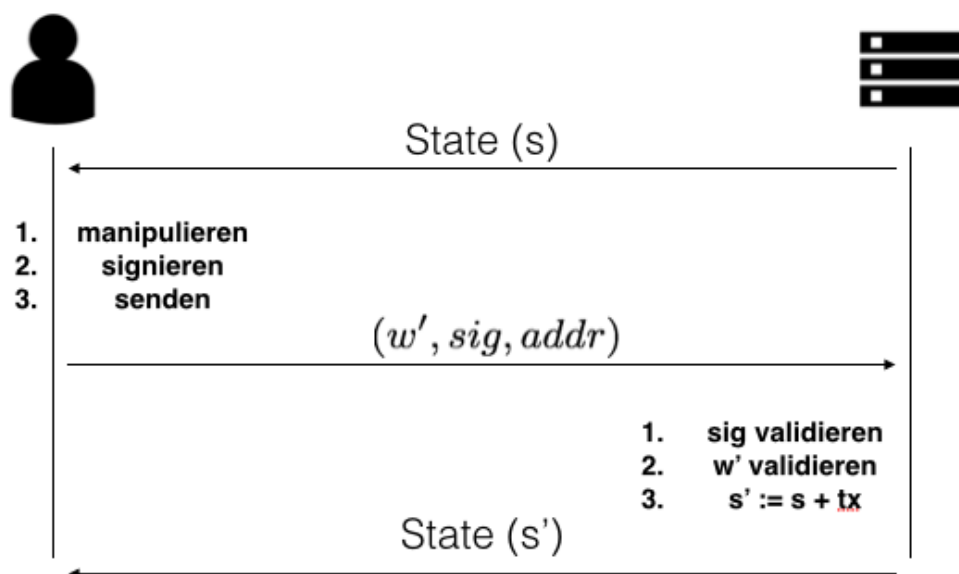 State (s)
1. manipulieren
2. signieren
3. senden
(w′, sig, addr)
1. sig validieren
2. w’ validieren
3. s’ := s + tx
State (s’)